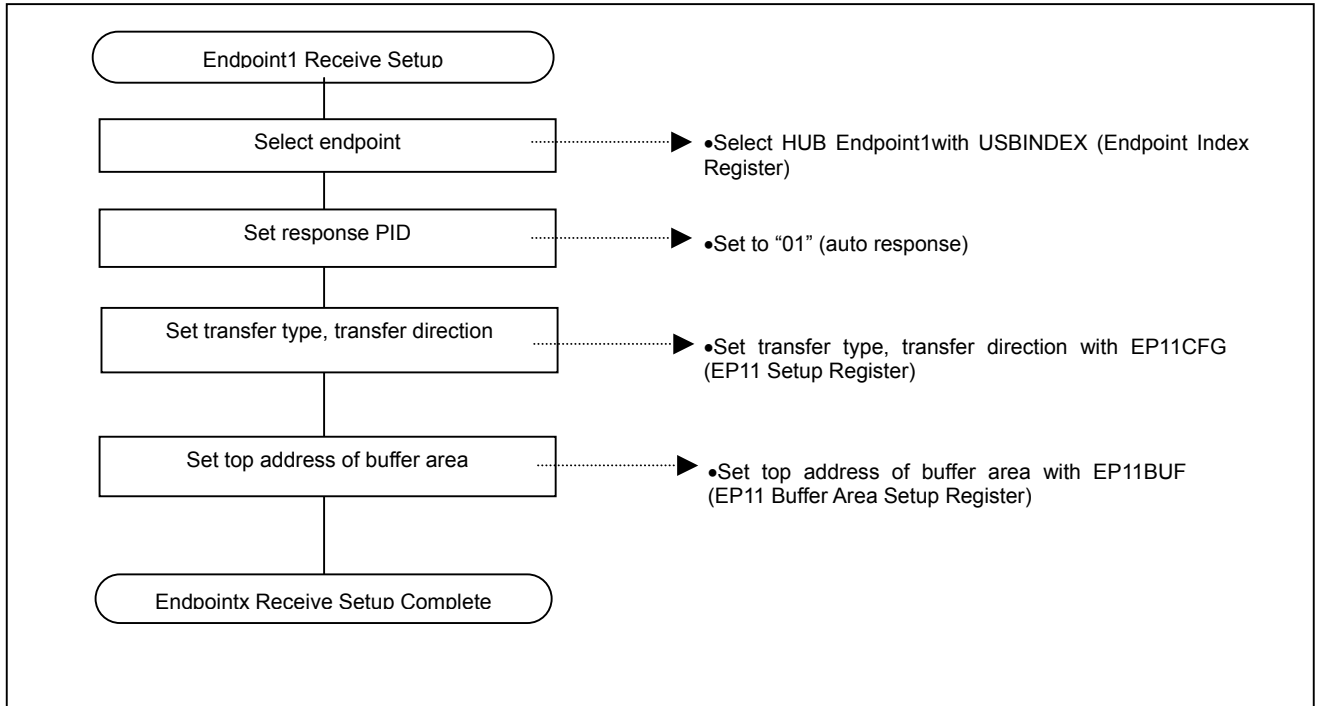 Endpoint1 Receive Setup
Select endpoint
•Select HUB Endpoint1with USBINDEX (Endpoint Index
Register)
Set response PID
•Set to “01” (auto response)
Set transfer type, transfer direction
•Set transfer type, transfer direction with EP11CFG
(EP11 Setup Register)
Set top address of buffer area
•Set top address of buffer area with EP11BUF
(EP11 Buffer Area Setup Register)
Endpointx Receive Setup Complete